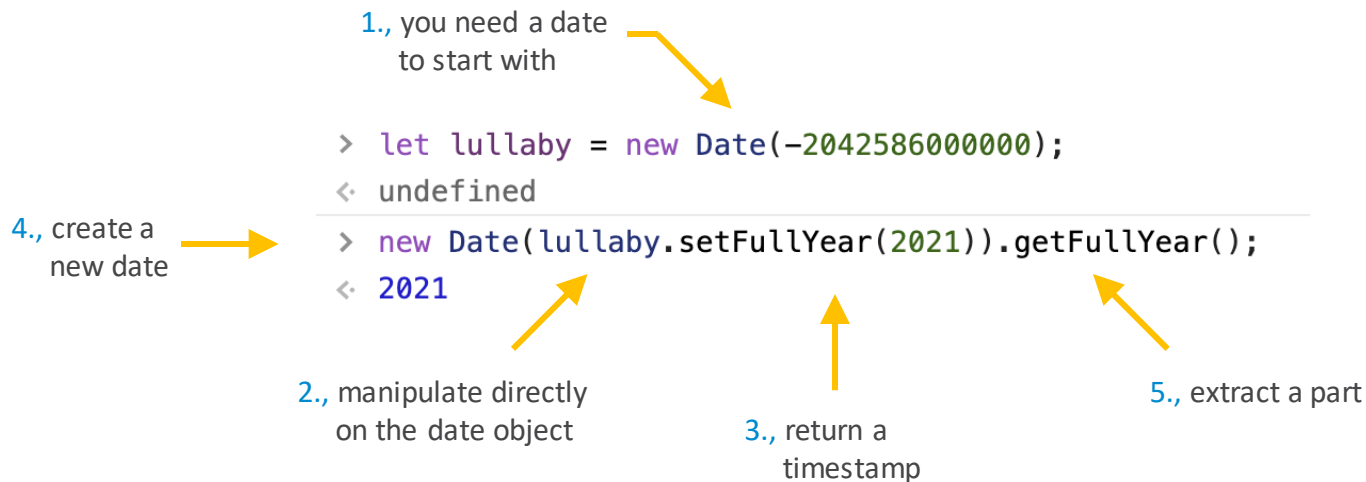 1., you need a date
to start with
> let lullaby = new Date(-2042586000000);
undefined
4., create a
new date
> new Date(lullaby.setFullYear(2021)).getFullYear();
2021
2., manipulate directly
on the date object
3., return a
timestamp
5., extract a part